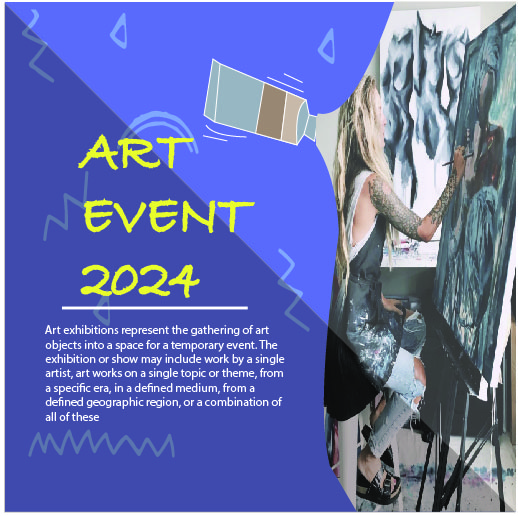 ART
EVENT
2024
Art exhibitions represent the gathering of art
objects into a space for a temporary event. The
exhibition or show may include work by a single
artist, art works on a single topic or theme, from
a specific era, in a defined medium, from a
defined geographic region, or a combination of
all of these